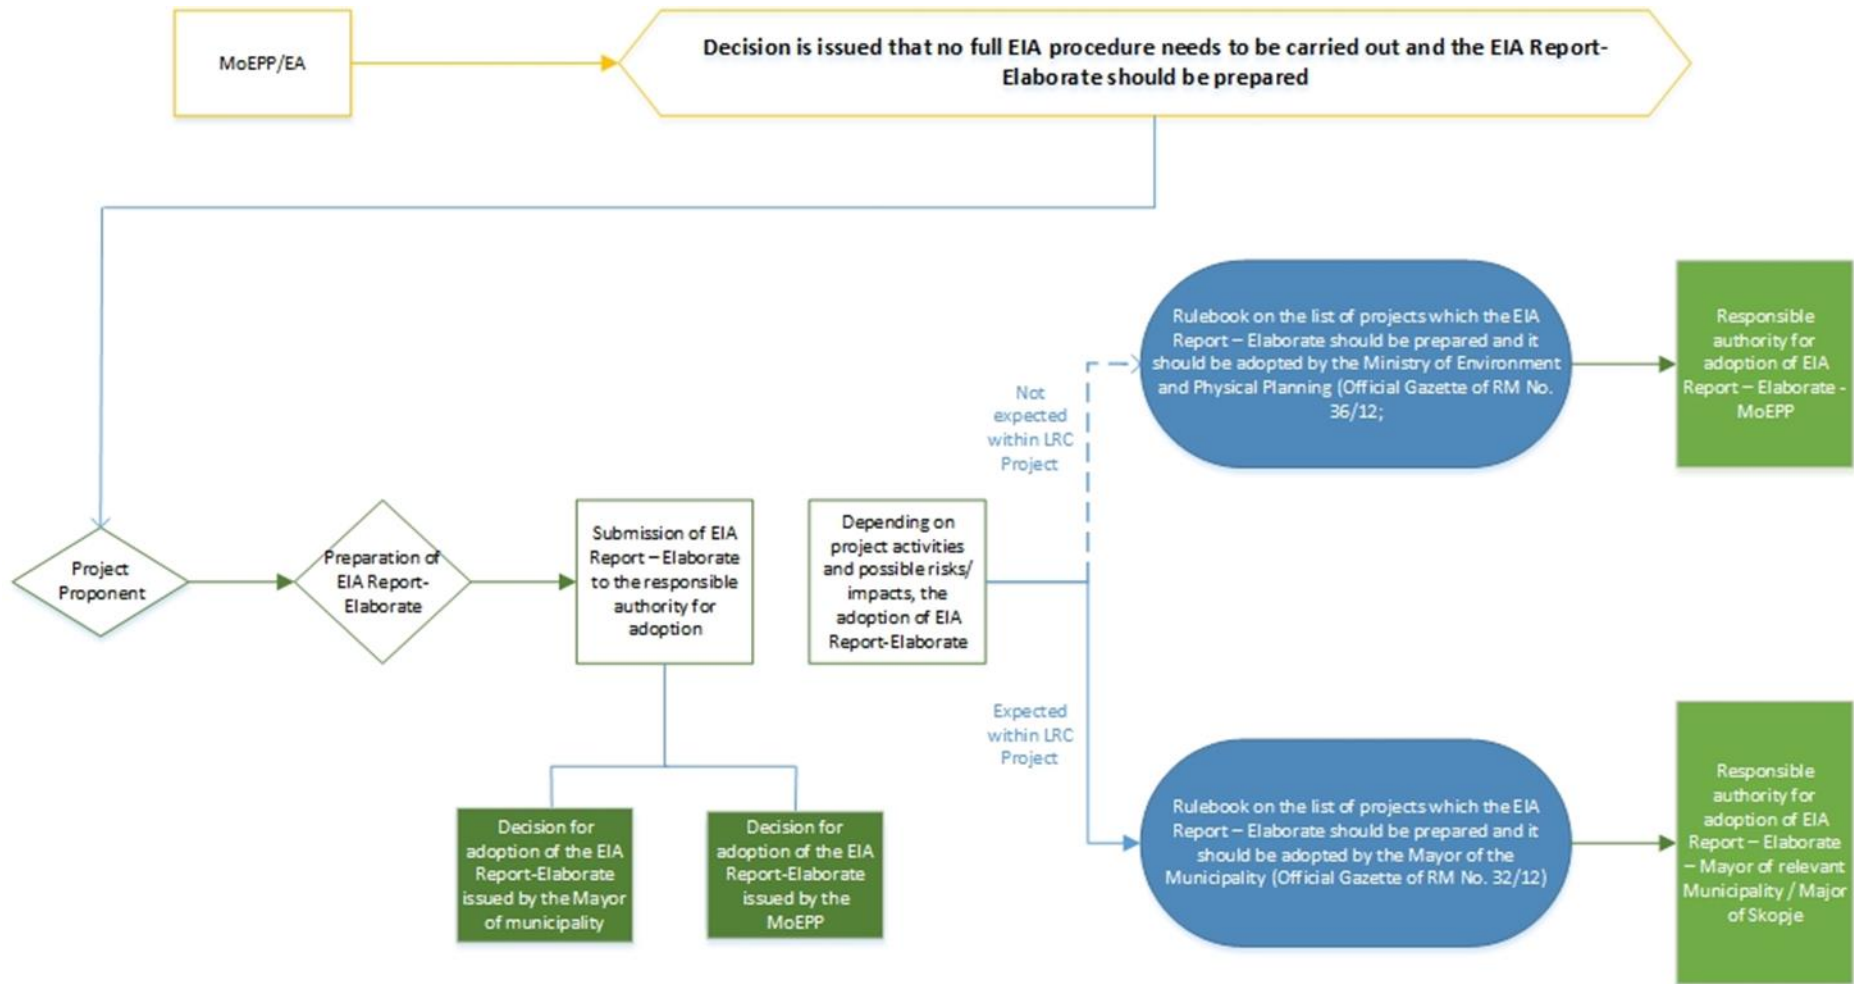 MoEPP/EA
Decision is issued that no full EIA procedure needs to be carried out and the EIA Report-
Elaborate should be prepared
Project
Proponent
Preparation of
EIA Report-
Elaborate
Submission of EIA
Report – Elaborate
to the responsible
authority for
adoption
Decision for
adoption of the EIA
Report-Elaborate
issued by the Mayor
of municipality
Decision for
adoption of the EIA
Report-Elaborate
issued by the
MoEPP
Depending on
project activities
and possible risks/
impacts, the
adoption of EIA
Report-Elaborate
Not
expected
within LRC
Project
Rulebook on the list of projects which the EIA
Report – Elaborate should be prepared and it
should be adopted by the Ministry of Environment
and Physical Planning (Official Gazette of RM No.
36/12;
Responsible
authority for
adoption of EIA
Report – Elaborate -
MoEPP
Expected
within LRC
Project
Rulebook on the list of projects which the EIA
Report – Elaborate should be prepared and it
should be adopted by the Mayor of the
Municipality (Official Gazette of RM No. 32/12)
Responsible
authority for
adoption of EIA
Report – Elaborate
– Mayor of relevant
Municipality / Major
of Skopje